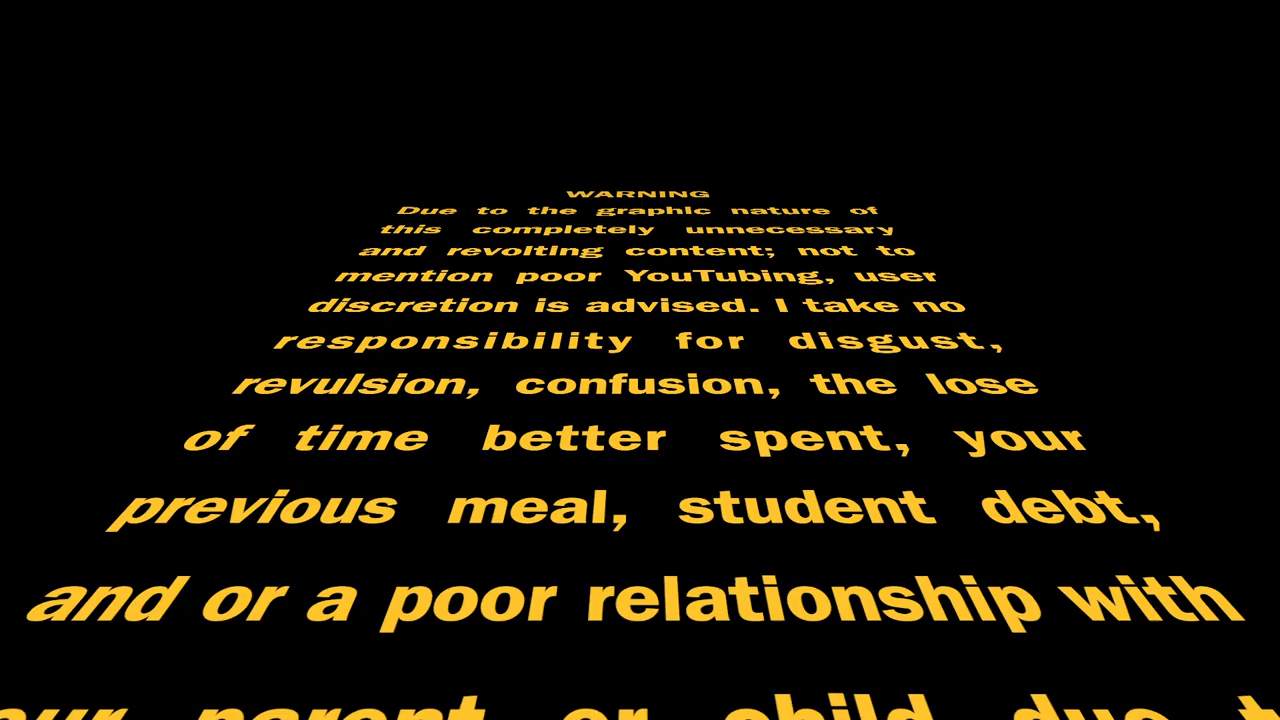 WARNING
Due to the graphic nature of
this completely unnecessary
and revolting content; not to
mention poor YouTubing, user
discretion is advised. I take no
responsibility for disgust,
revulsion, confusion, the lose
of time better spent, your
previous meal, student debt,
and or a poor relationship with
parent or child due